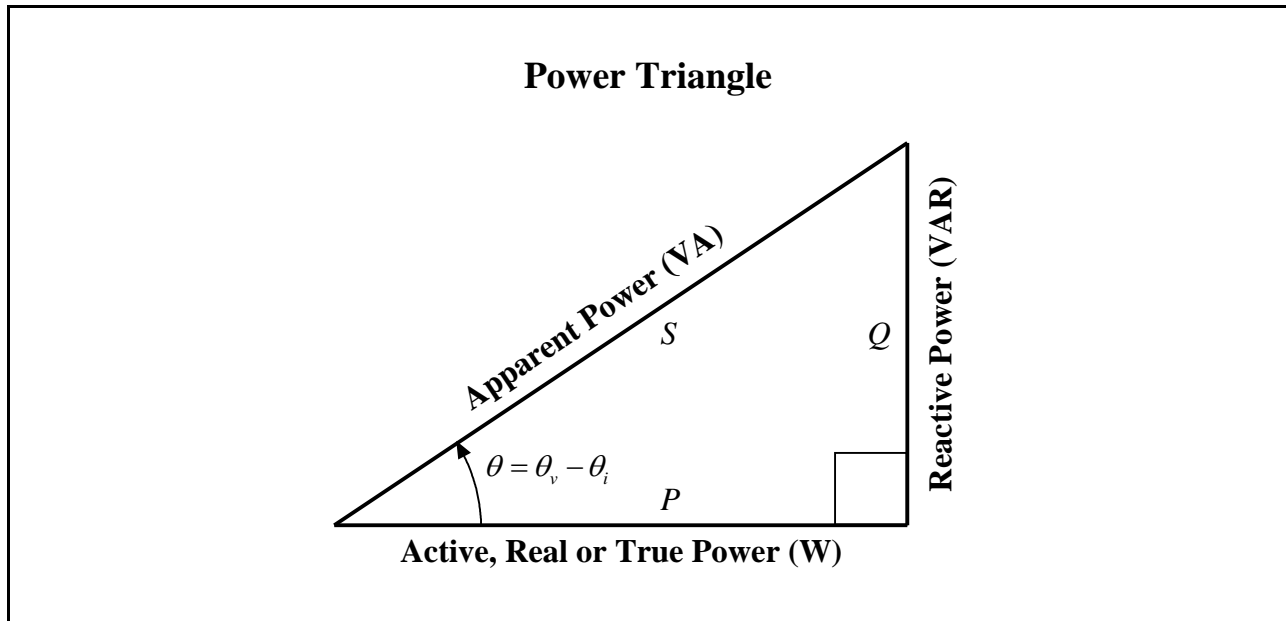 Power Triangle
Apparent Power (VA)
S
Q
Reactive Power (VAR)
θ = θv − θi
P
Active, Real or True Power (W)